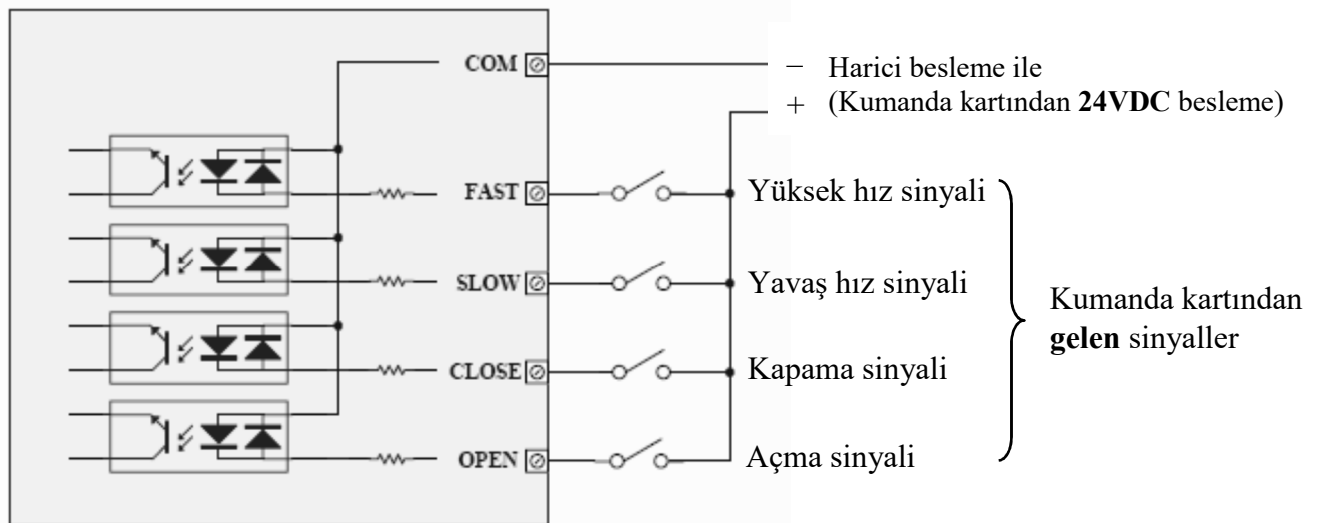 COM
− Harici besleme ile
+ (Kumanda kartından 24VDC besleme)
FAST
Yüksek hız sinyali
SLOW
Yavaş hız sinyali
Kumanda kartından
gelen sinyaller
CLOSE
Kapama sinyali
OPEN
Açma sinyali